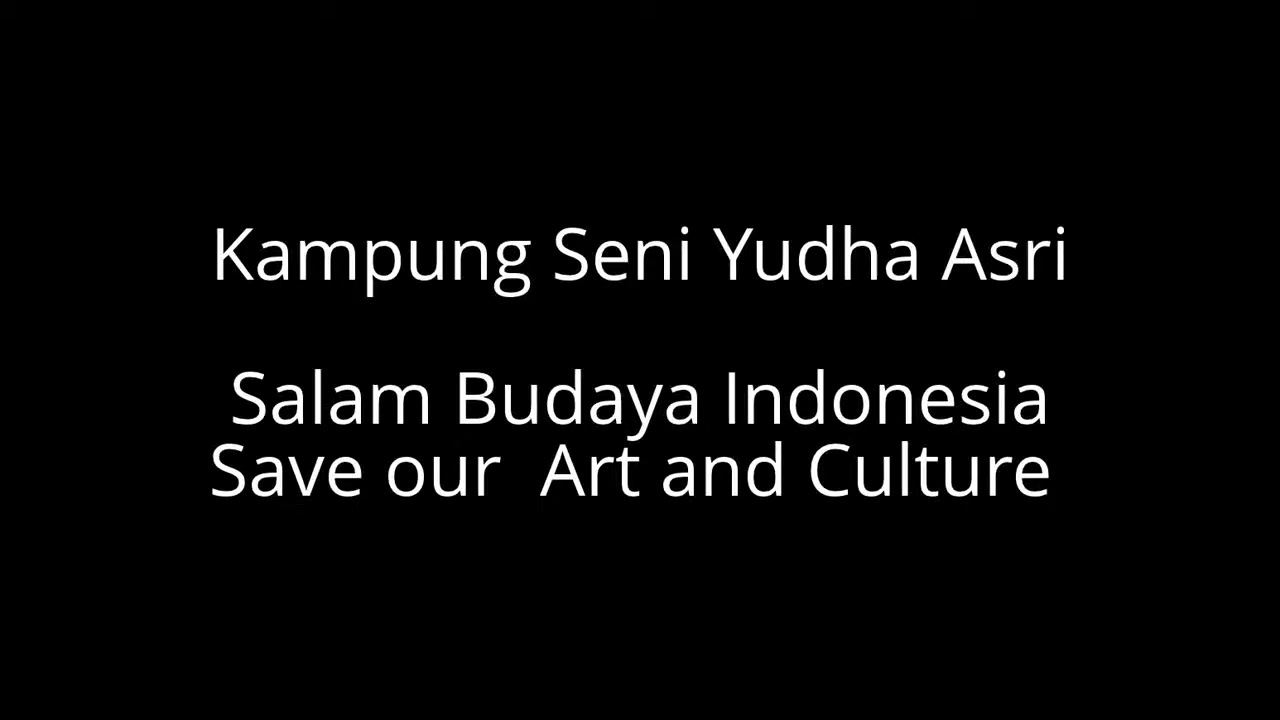 Kampung Seni Yudha Asri
Salam Budaya Indonesia
Save our  Art and Culture